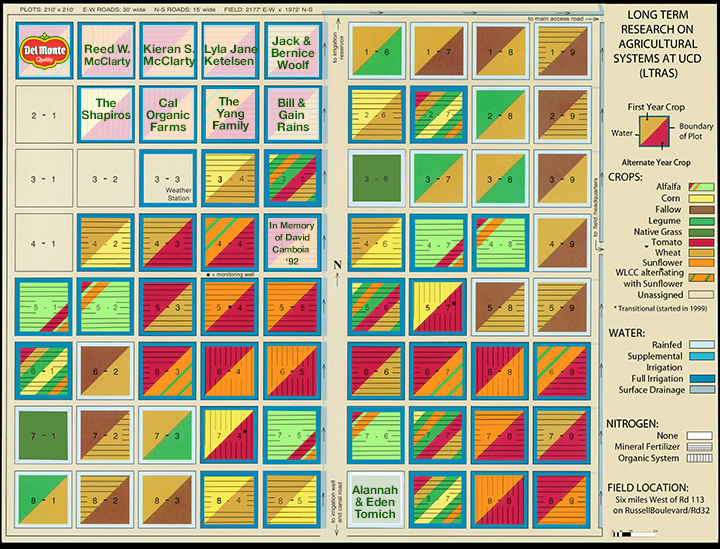 PLOTS: 210' x 210'   E-W ROADS: 30' wide   N-S ROADS: 15' wide   FIELD: 2177' E-W x 1972' N-S
to main access road
to irrigation reservoir
Del Monte
Quality
Reed W. McClarty
Kieran S. McClarty
Lyla Jane Ketelsen
Jack & Bernice Woolf
1 - 6
1 - 7
1 - 8
1 - 9
2 - 1
The Shapiros
Cal Organic Farms
The Yang Family
Bill & Gain Rains
2 - 6
2 - 7
2 - 8
2 - 9
3 - 1
3 - 2
3 - 3
Weather Station
3 - 4
3 - 5
3 - 6
3 - 7
3 - 8
3 - 9
to field headquarters
4 - 1
4 - 2
4 - 3
4 - 4
In Memory of David Camboia '92
N
4 - 6
4 - 7
4 - 8
4 - 9
● = monitoring well
5 - 1
5 - 2
5 - 3
5 - 4
5 - 5
5 - 6
5 - 7
5 - 8
5 - 9
6 - 1
6 - 2
6 - 3
6 - 4
6 - 5
6 - 6
6 - 7
6 - 8
6 - 9
7 - 1
7 - 2
7 - 3
7 4
7 - 5
7 - 6
7 - 7
7 - 8
7 - 9
8 - 1
8 - 2
8 - 3
8 - 4
8 - 5
to irrigation well and canal road
Alannah & Eden Tomich
8 - 7
8 - 8
8 - 9
LONG TERM
RESEARCH ON
AGRICULTURAL
SYSTEMS AT UCD
(LTRAS)
First Year Crop
Water
Boundary of Plot
Alternate Year Crop
CROPS:
Alfalfa
Corn
Fallow
Legume
Native Grass
Tomato
Wheat
Sunflower
WLCC alternating
with Sunflower
Unassigned
* Transitional (started in 1999)
WATER:
Rainfed
Supplemental
Irrigation
Full Irrigation
Surface Drainage
NITROGEN:
None
Mineral Fertilizer
Organic System
FIELD LOCATION:
Six miles West of Rd 113
on RussellBoulevard/Rd32